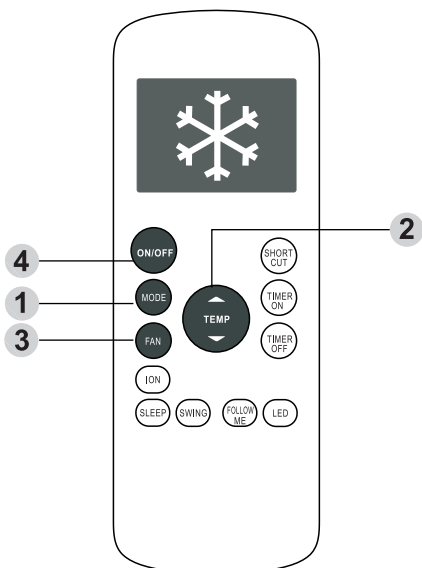 2
ON/OFF
SHORT
CUT
4
MODE
TEMP
TIMER
ON
1
FAN
TIMER
OFF
3
ION
SLEEP
SWING
FOLLOW
ME
LED